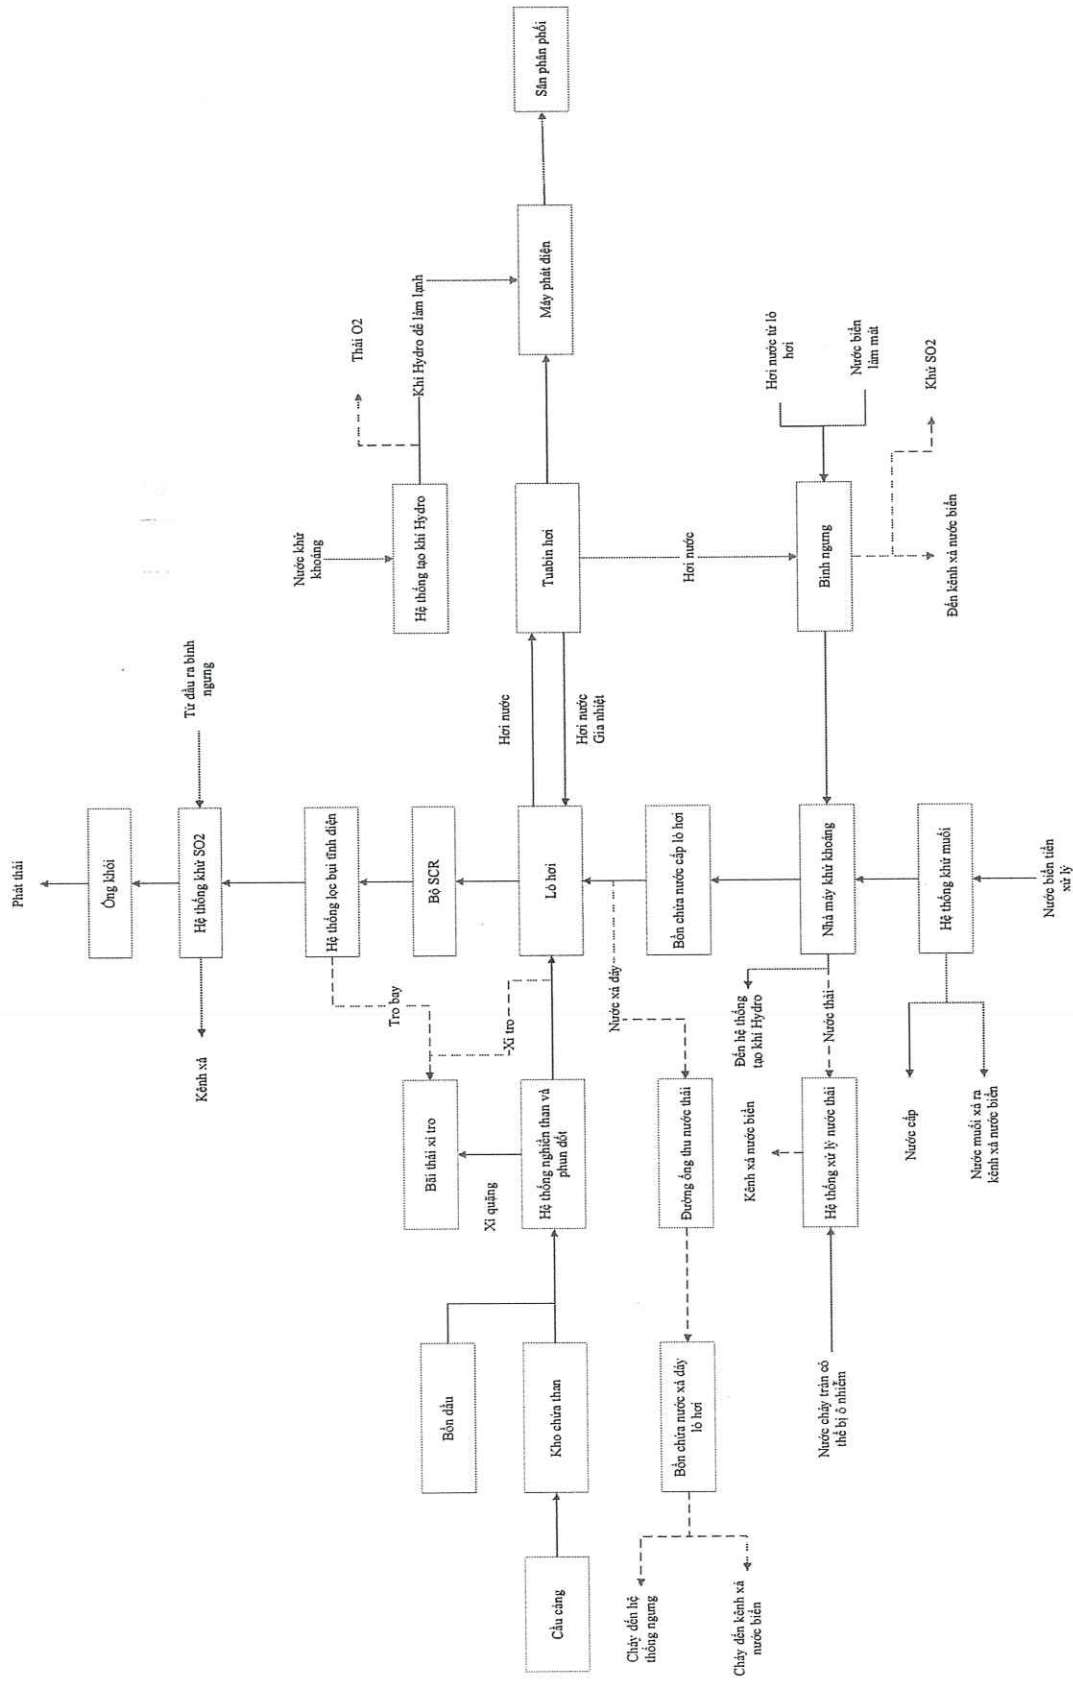 Phát thải
Ống khói
Từ đầu ra bình
ngưng
Hệ thống khử SO2
Kênh xả
Nước khử
khoáng
Thải O2
Hệ thống lọc bụi tĩnh điện
Hệ thống tạo khí Hydro
Khí Hydro để làm lạnh
Tro bay
Bộ SCR
Bãi thải xỉ tro
Xỉ tro
Bồn dầu
Xỉ quặng
Hơi nước
Cầu cảng
Kho chứa than
Hệ thống nghiền than và
phun đốt
Lò hơi
Tuabin hơi
Máy phát điện
Sân phân phối
Hơi nước
Gia nhiệt
Nước xả đáy
Chảy đến hệ
thống ngưng
Bồn chứa nước xả đáy
lò hơi
Đường ống thu nước thải
Bồn chứa nước cấp lò hơi
Hơi nước
Chảy đến kênh xả
nước biển
Kênh xả nước biển
Đến hệ thống
tạo khí Hydro
Hơi nước từ lò
hơi
Nước chảy tràn có
thể bị ô nhiễm
Hệ thống xử lý nước thải
Nước thải
Nhà máy khử khoáng
Bình ngưng
Nước biển
làm mát
Nước cấp
Hệ thống khử muối
Đến kênh xả nước biển
Khử SO2
Nước muối xả ra
kênh xả nước biển
Nước biển tiền
xử lý